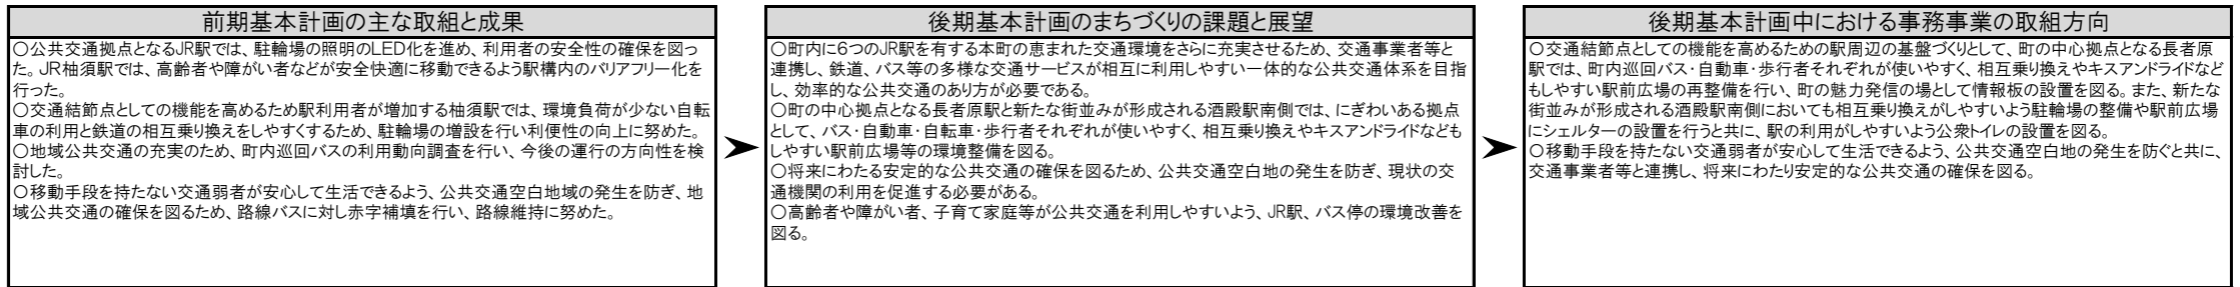 前期基本計画の主な取組と成果
○公共交通拠点となるJR駅では、駐輪場の照明のLED化を進め、利用者の安全性の確保を図っ
た。JR柚須駅では、高齢者や障がい者などが安全快適に移動できるよう駅構内のバリアフリー化を
行った。
○交通結節点としての機能を高めるため駅利用者が増加する柚須駅では、環境負荷が少ない自転
車の利用と鉄道の相互乗り換えをしやすくするため、駐輪場の増設を行い利便性の向上に努めた。
○地域公共交通の充実のため、町内巡回バスの利用動向調査を行い、今後の運行の方向性を検
討した。
○移動手段を持たない交通弱者が安心して生活できるよう、公共交通空白地域の発生を防ぎ、地
域公共交通の確保を図るため、路線バスに対し赤字補填を行い、路線維持に努めた。
後期基本計画のまちづくりの課題と展望
○町内に6つのJR駅を有する本町の恵まれた交通環境をさらに充実させるため、交通事業者等と
連携し、鉄道、バス等の多様な交通サービスが相互に利用しやすい一体的な公共交通体系を目指
し、効率的な公共交通のあり方が必要である。
○町の中心拠点となる長者原駅と新たな街並みが形成される酒殿駅南側では、にぎわいある拠点
として、バス・自動車・自転車・歩行者それぞれが使いやすく、相互乗り換えやキスアンドライドなども
しやすい駅前広場等の環境整備を図る。
○将来にわたる安定的な公共交通の確保を図るため、公共交通空白地の発生を防ぎ、現状の交
通機関の利用を促進する必要がある。
○高齢者や障がい者、子育て家庭等が公共交通を利用しやすいよう、JR駅、バス停の環境改善を
図る。
後期基本計画中における事務事業の取組方向
○交通結節点としての機能を高めるための駅周辺の基盤づくりとして、町の中心拠点となる長者原
駅では、町内巡回バス・自動車・歩行者それぞれが使いやすく、相互乗り換えやキスアンドライドなど
もしやすい駅前広場の再整備を行い、町の魅力発信の場として情報板の設置を図る。また、新たな
街並みが形成される酒殿駅南側においても相互乗り換えがしやすいよう駐輪場の整備や駅前広場
にシェルターの設置を行うと共に、駅の利用がしやすいよう公衆トイレの設置を図る。
○移動手段を持たない交通弱者が安心して生活できるよう、公共交通空白地の発生を防ぐと共に、
交通事業者等と連携し、将来にわたり安定的な公共交通の確保を図る。